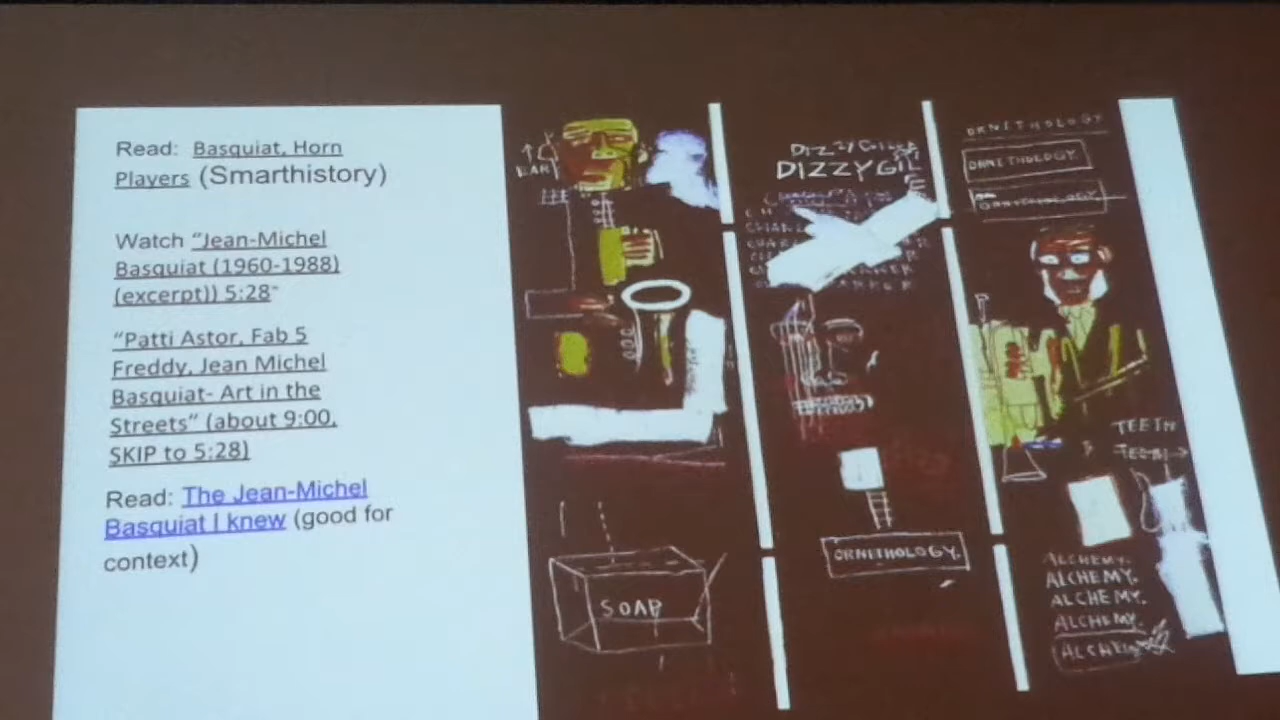 Read: Basquiat, Horn
Players (Smarthistory)
Watch “Jean-Michel
Basquiat (1960-1988)
(excerpt)) 5:28"
“Patti Astor, Fab 5
Freddy, Jean Michel
Basquiat- Art in the
Streets” (about 9:00,
SKIP to 5:28)
Read: The Jean-Michel
Basquiat I knew (good for
context)
EAR
SOAP
DIZZYGIL
ORNITHOLOGY.
ORNITHOLOGY
ORNITHOLOGY.
ORNITHOLOGY
TEETH
TEETH
ALCHEMY.
ALCHEMY.
ALCHEMY.
ALCHEMY.